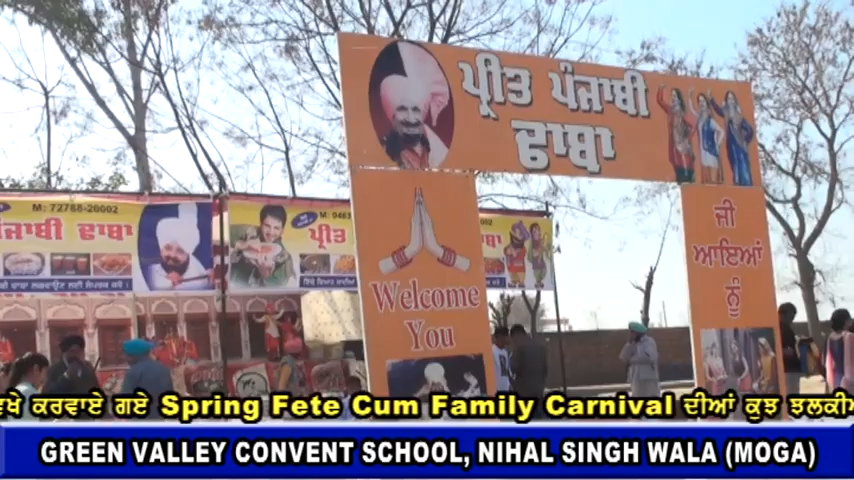 ਪ੍ਰੀਤ ਪੰਜਾਬੀ
ਢਾਬਾ
M: 72788-20002
ਪੰਜਾਬੀ ਢਾਬਾ
ਪ੍ਰੀਤ
Welcome
You
ਜੀ
ਆਇਆਂ
ਨੂੰ
ਕਰਵਾਏ ਗਏ Spring Fete Cum Family Carnival ਦੀਆਂ ਕੁਝ
GREEN VALLEY CONVENT SCHOOL, NIHAL SINGH WALA (MOGA)